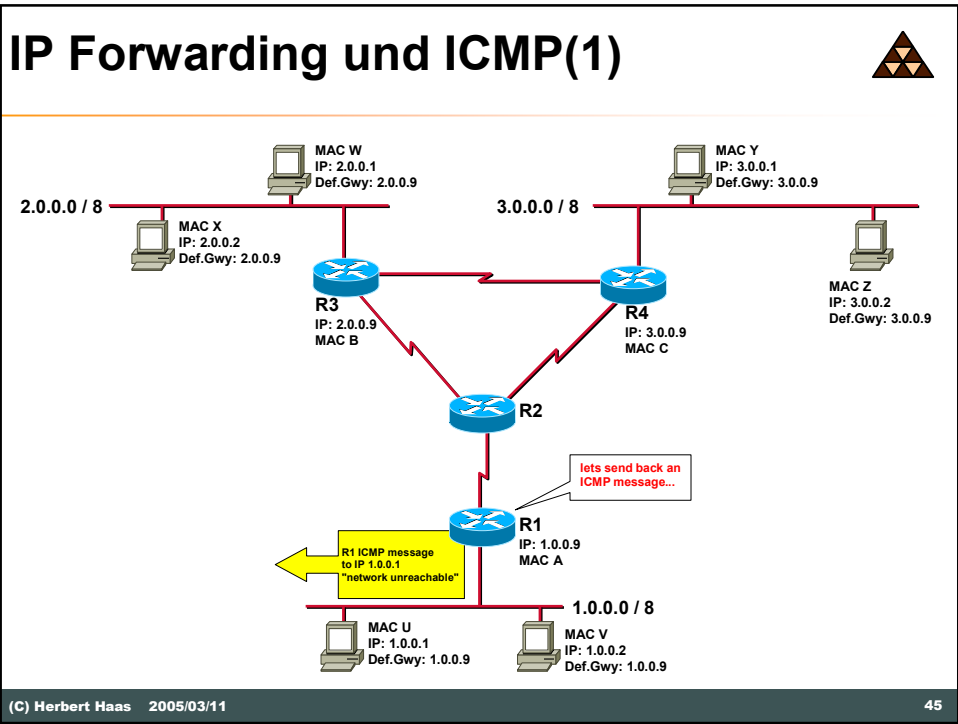 IP Forwarding und ICMP(1)
MAC W
IP: 2.0.0.1
Def.Gwy: 2.0.0.9
MAC Y
IP: 3.0.0.1
Def.Gwy: 3.0.0.9
2.0.0.0 / 8
3.0.0.0 / 8
MAC X
IP: 2.0.0.2
Def.Gwy: 2.0.0.9
MAC Z
IP: 3.0.0.2
Def.Gwy: 3.0.0.9
R3
IP: 2.0.0.9
MAC B
R4
IP: 3.0.0.9
MAC C
R2
lets send back an
ICMP message...
R1
IP: 1.0.0.9
MAC A
R1 ICMP message
to IP 1.0.0.1
"network unreachable"
1.0.0.0 / 8
MAC U
IP: 1.0.0.1
Def.Gwy: 1.0.0.9
MAC V
IP: 1.0.0.2
Def.Gwy: 1.0.0.9
(C) Herbert Haas 2005/03/11
45